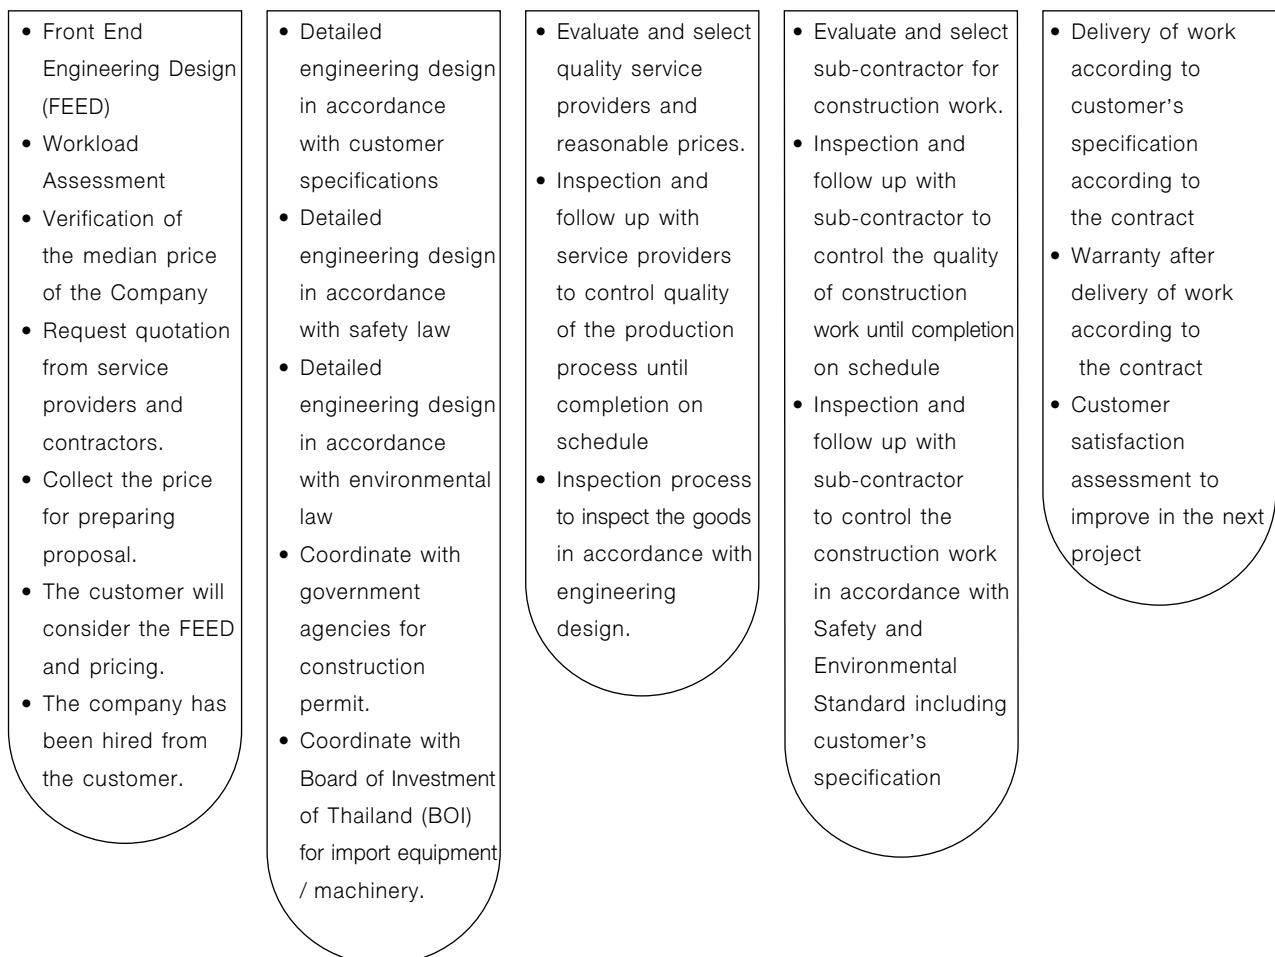 • Front End
Engineering Design
(FEED)
• Workload
Assessment
• Verification of
the median price
of the Company
• Request quotation
from service
providers and
contractors.
• Collect the price
for preparing
proposal.
• The customer will
consider the FEED
and pricing.
• The company has
been hired from
the customer.
• Detailed
engineering design
in accordance
with customer
specifications
• Detailed
engineering design
in accordance
with safety law
• Detailed
engineering design
in accordance
with environmental
law
• Coordinate with
government
agencies for
construction
permit.
• Coordinate with
Board of Investment
of Thailand (BOI)
for import equipment
/ machinery.
• Evaluate and select
quality service
providers and
reasonable prices.
• Inspection and
follow up with
service providers
to control quality
of the production
process until
completion on
schedule
• Inspection process
to inspect the goods
in accordance with
engineering
design.
• Evaluate and select
sub-contractor for
construction work.
• Inspection and
follow up with
sub-contractor to
control the quality
of construction
work until completion
on schedule
• Inspection and
follow up with
sub-contractor
to control the
construction work
in accordance with
Safety and
Environmental
Standard including
customer's
specification
• Delivery of work
according to
customer's
specification
according to
the contract
• Warranty after
delivery of work
according to
the contract
• Customer
satisfaction
assessment to
improve in the next
project